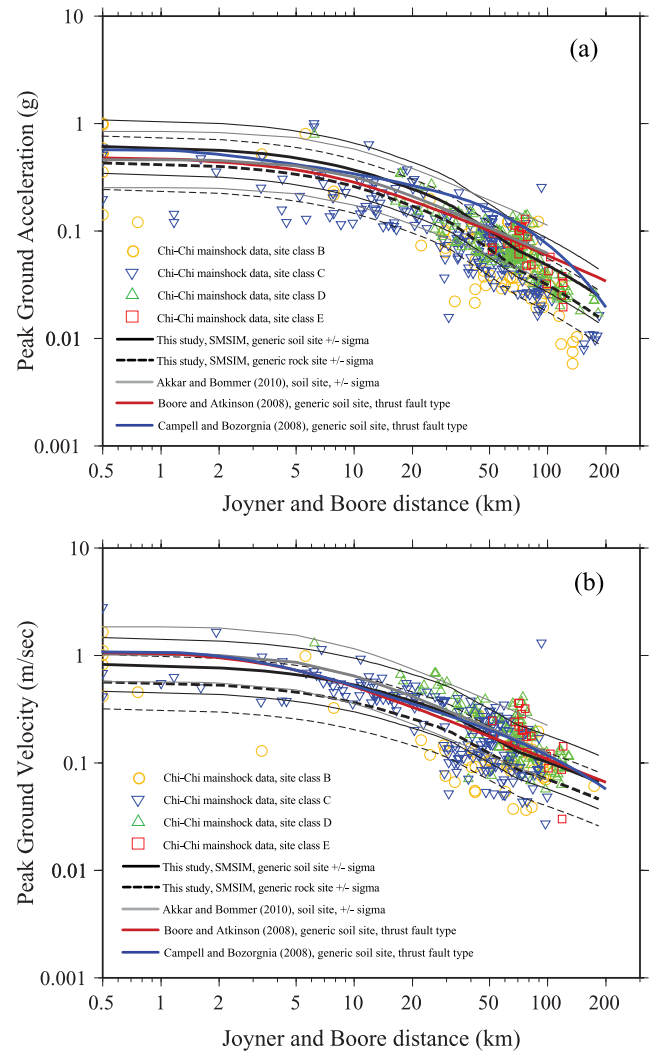 10
(a)
1
Peak Ground Acceleration (g)
0.1
Chi-Chi mainshock data, site class B
Chi-Chi mainshock data, site class C
Chi-Chi mainshock data, site class D
Chi-Chi mainshock data, site class E
0.01
This study, SMSIM, generic soil site +/- sigma
This study, SMSIM, generic rock site +/- sigma
Akkar and Bommer (2010), soil site, +/- sigma
Boore and Atkinson (2008), generic soil site, thrust fault type
Campell and Bozorgnia (2008), generic soil site, thrust fault type
0.001
0.5 1 2 5 10 20 50 100 200
Joyner and Boore distance (km)
10
(b)
1
Peak Ground Velocity (m/sec)
0.1
Chi-Chi mainshock data, site class B
Chi-Chi mainshock data, site class C
Chi-Chi mainshock data, site class D
Chi-Chi mainshock data, site class E
0.01
This study, SMSIM, generic soil site +/- sigma
This study, SMSIM, generic rock site +/- sigma
Akkar and Bommer (2010), soil site, +/- sigma
Boore and Atkinson (2008), generic soil site, thrust fault type
Campell and Bozorgnia (2008), generic soil site, thrust fault type
0.001
0.5 1 2 5 10 20 50 100 200
Joyner and Boore distance (km)